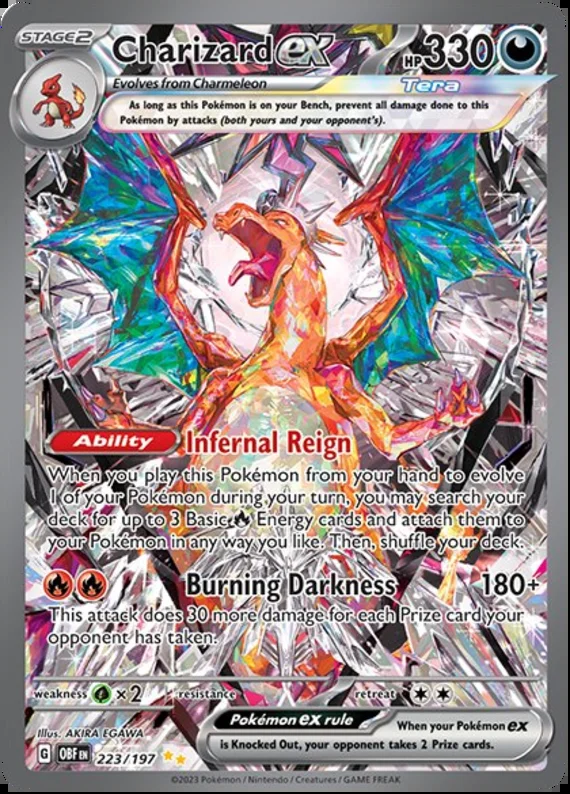 STAGE2 Charizard ex HP330
Evolves from Charmeleon Tera
As long as this Pokémon is on your Bench, prevent all damage done to this
Pokémon by attacks (both yours and your opponent's).
Ability Infernal Reign
When you play this Pokémon from your hand to evolve
1 of your Pokémon during your turn, you may search your
deck for up to 3 Basic Energy cards and attach them to
your Pokémon in any way you like. Then, shuffle your deck.
Burning Darkness 180+
This attack does 30 more damage for each Prize card your
opponent has taken.
weakness ×2 resistance retreat
Illus. AKIRA EGAWA
Pokémon ex rule When your Pokémon ex
is Knocked Out, your opponent takes 2 Prize cards.
G OBF EN 223/197
©2023 Pokémon / Nintendo / Creatures / GAME FREAK